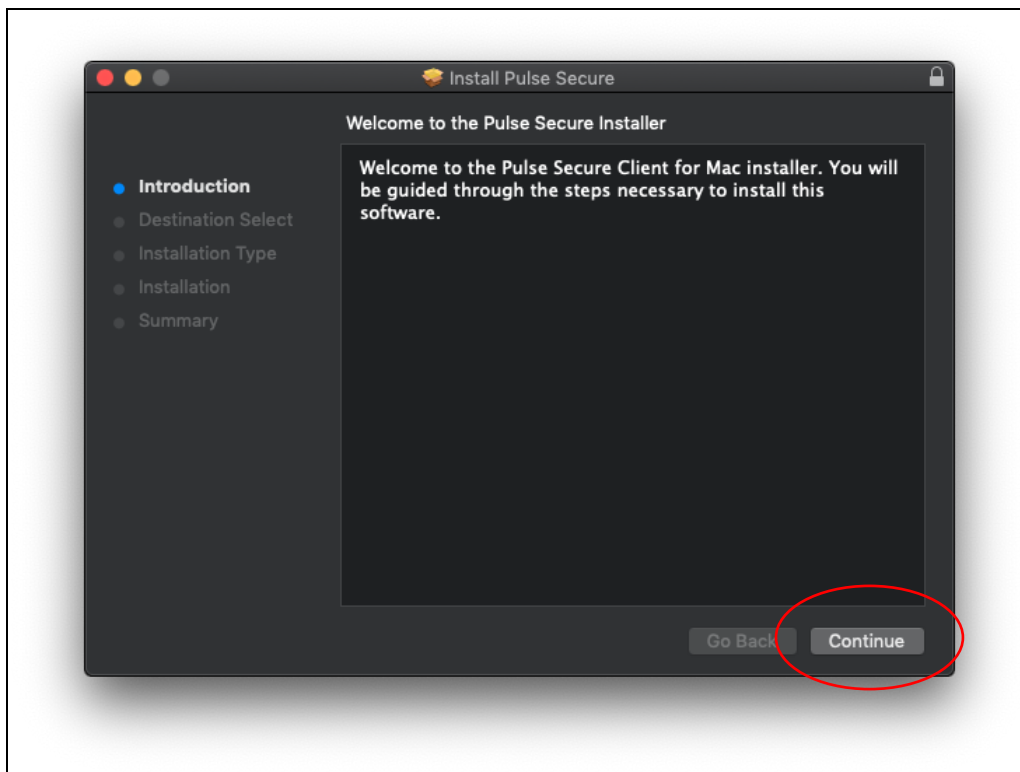 Install Pulse Secure
Welcome to the Pulse Secure Installer
Introduction
Destination Select
Installation Type
Installation
Summary
Welcome to the Pulse Secure Client for Mac installer. You will
be guided through the steps necessary to install this
software.
Go Back
Continue